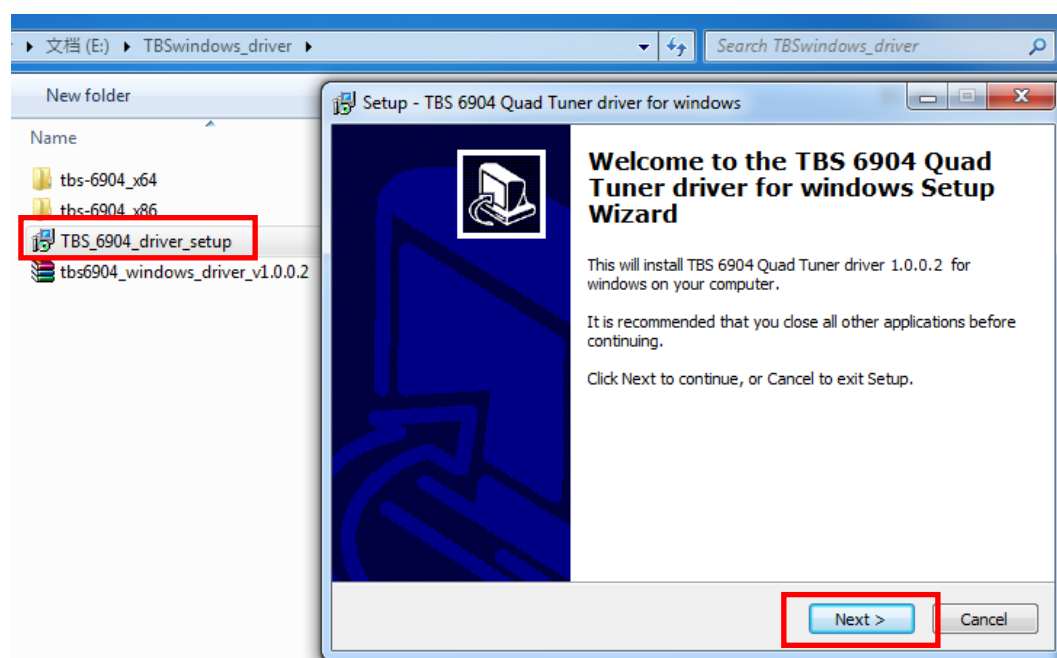 文档 (E:) ▸ TBSwindows_driver ▸
Search TBSwindows_driver
New folder
Name
tbs-6904_x64
tbs-6904_x86
TBS_6904_driver_setup
tbs6904_windows_driver_v1.0.0.2
Setup - TBS 6904 Quad Tuner driver for windows
Welcome to the TBS 6904 Quad
Tuner driver for windows Setup
Wizard
This will install TBS 6904 Quad Tuner driver 1.0.0.2 for
windows on your computer.
It is recommended that you close all other applications before
continuing.
Click Next to continue, or Cancel to exit Setup.
Next >
Cancel